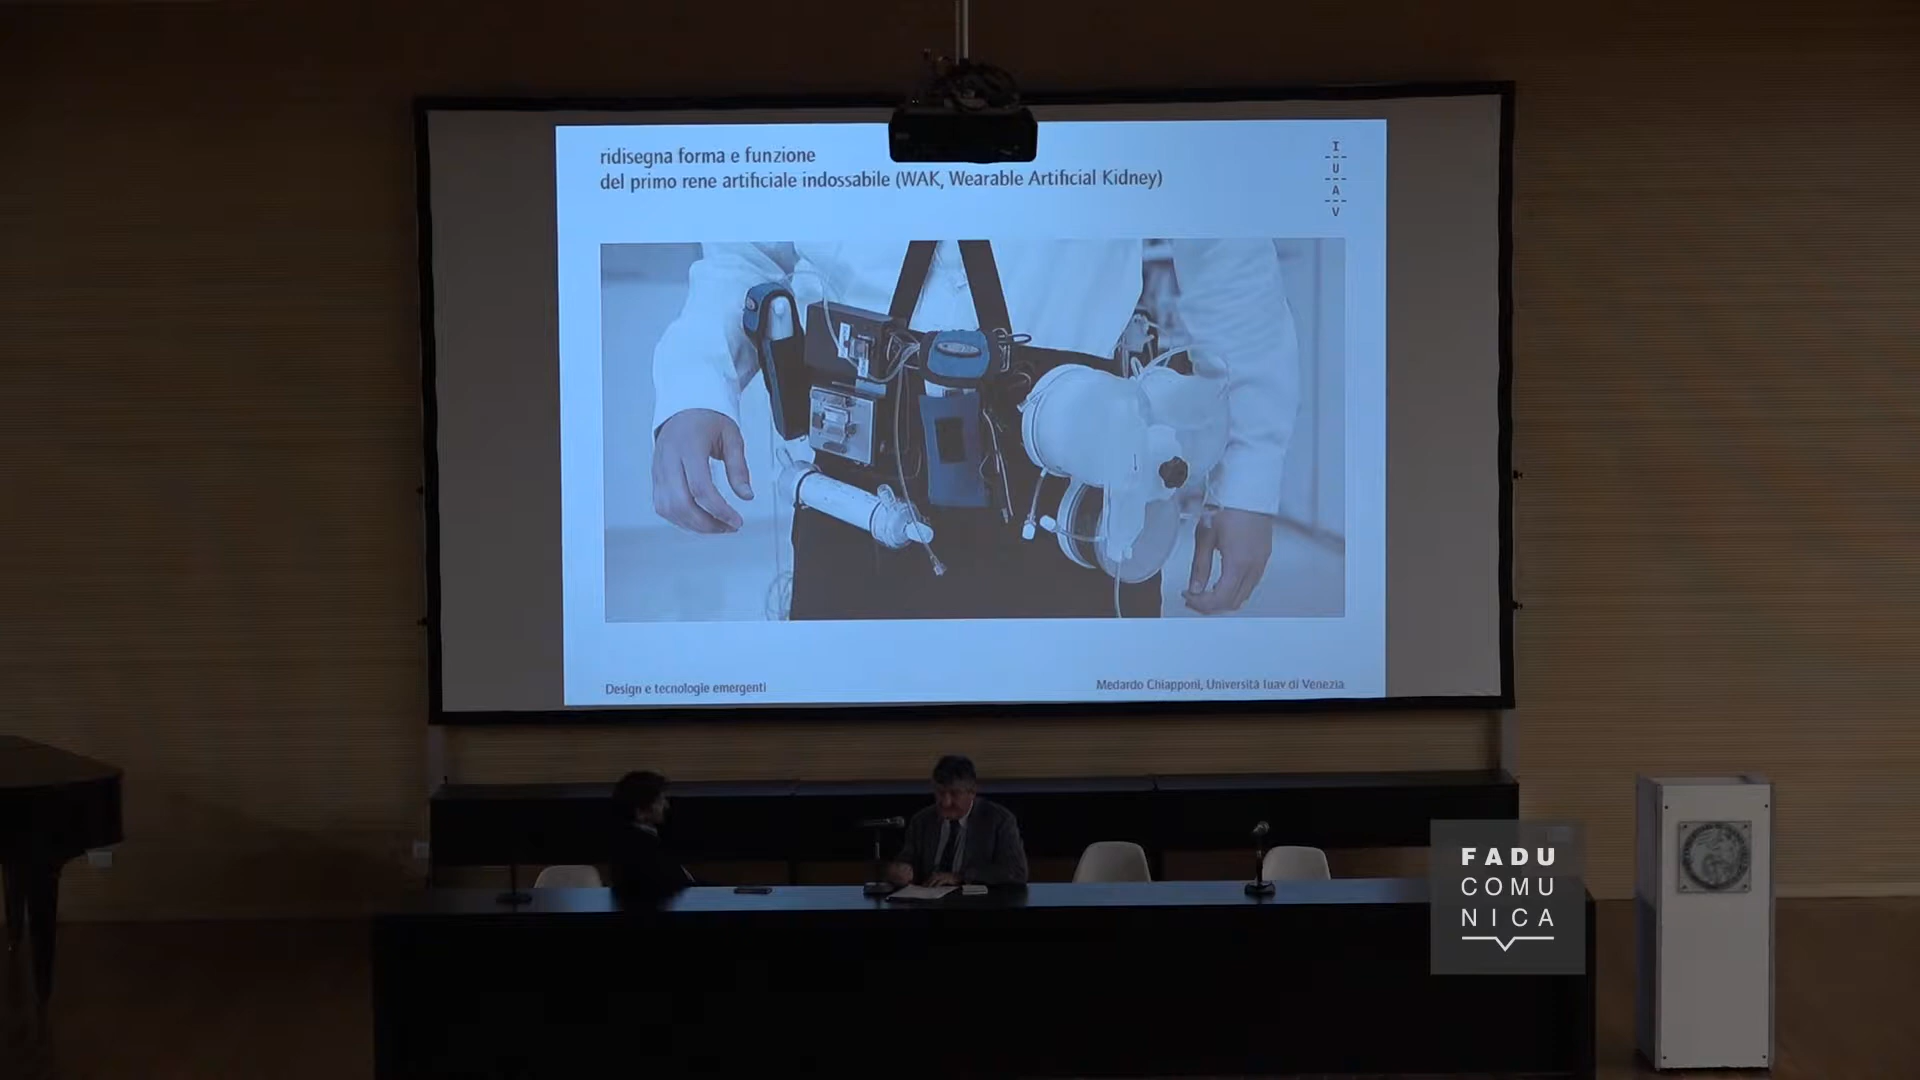 ridisegna forma e funzione
del primo rene artificiale indossabile (WAK, Wearable Artificial Kidney)
I
U
A
V
Design e tecnologie emergenti
Medardo Chiapponi, Università Iuav di Venezia
FADU
COMU
NICA